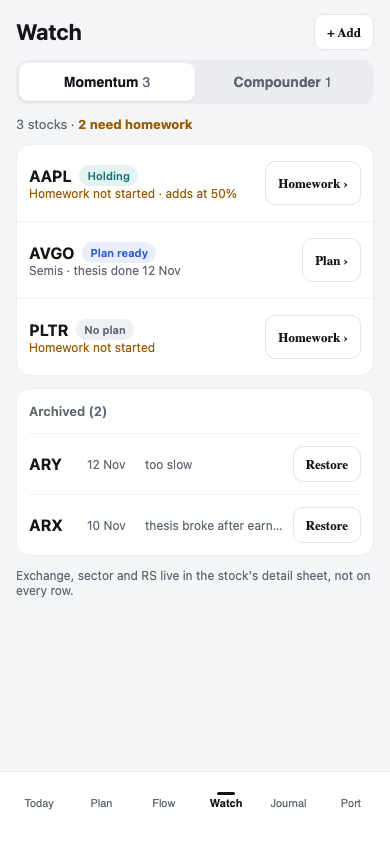 Watch
+ Add
Momentum 3
Compounder 1
3 stocks · 2 need homework
AAPL Holding
Homework not started · adds at 50%
Homework ›
AVGO Plan ready
Semis · thesis done 12 Nov
Plan ›
PLTR No plan
Homework not started
Homework ›
Archived (2)
ARY 12 Nov too slow Restore
ARX 10 Nov thesis broke after earn... Restore
Exchange, sector and RS live in the stock's detail sheet, not on
every row.
Today Plan Flow Watch Journal Port